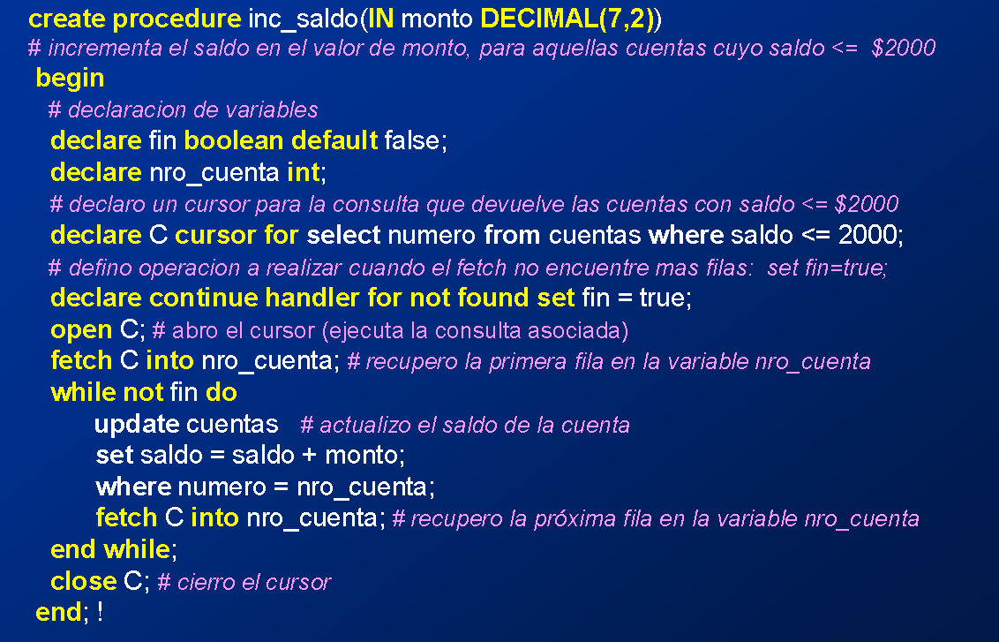 create procedure inc_saldo(IN monto DECIMAL(7,2))
# incrementa el saldo en el valor de monto, para aquellas cuentas cuyo saldo <= $2000
begin
# declaracion de variables
declare fin boolean default false;
declare nro_cuenta int;
# declaro un cursor para la consulta que devuelve las cuentas con saldo <= $2000
declare C cursor for select numero from cuentas where saldo <= 2000;
# defino operacion a realizar cuando el fetch no encuentre mas filas: set fin=true;
declare continue handler for not found set fin = true;
open C; # abro el cursor (ejecuta la consulta asociada)
fetch C into nro_cuenta; # recupero la primera fila en la variable nro_cuenta
while not fin do
update cuentas # actualizo el saldo de la cuenta
set saldo = saldo + monto;
where numero = nro_cuenta;
fetch C into nro_cuenta; # recupero la próxima fila en la variable nro_cuenta
end while;
close C; # cierro el cursor
end; !